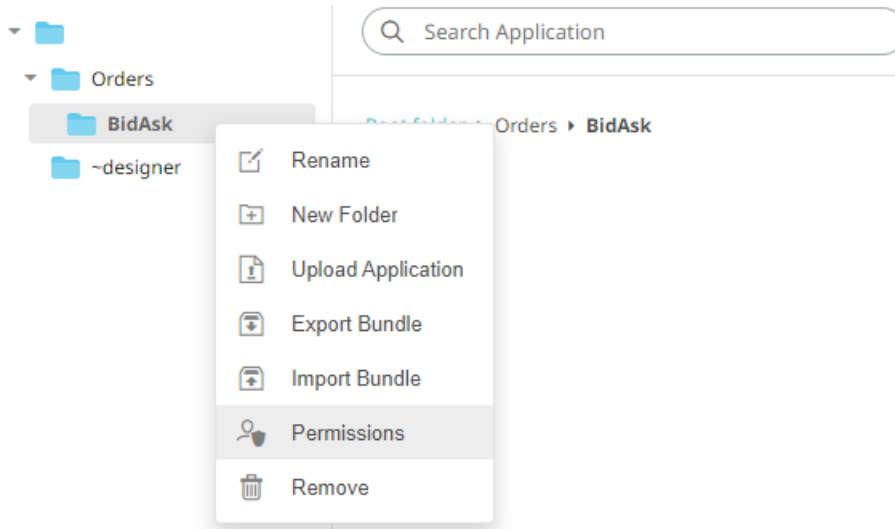 Search Application
Orders
BidAsk
~designer
Orders BidAsk
Rename
New Folder
Upload Application
Export Bundle
Import Bundle
Permissions
Remove